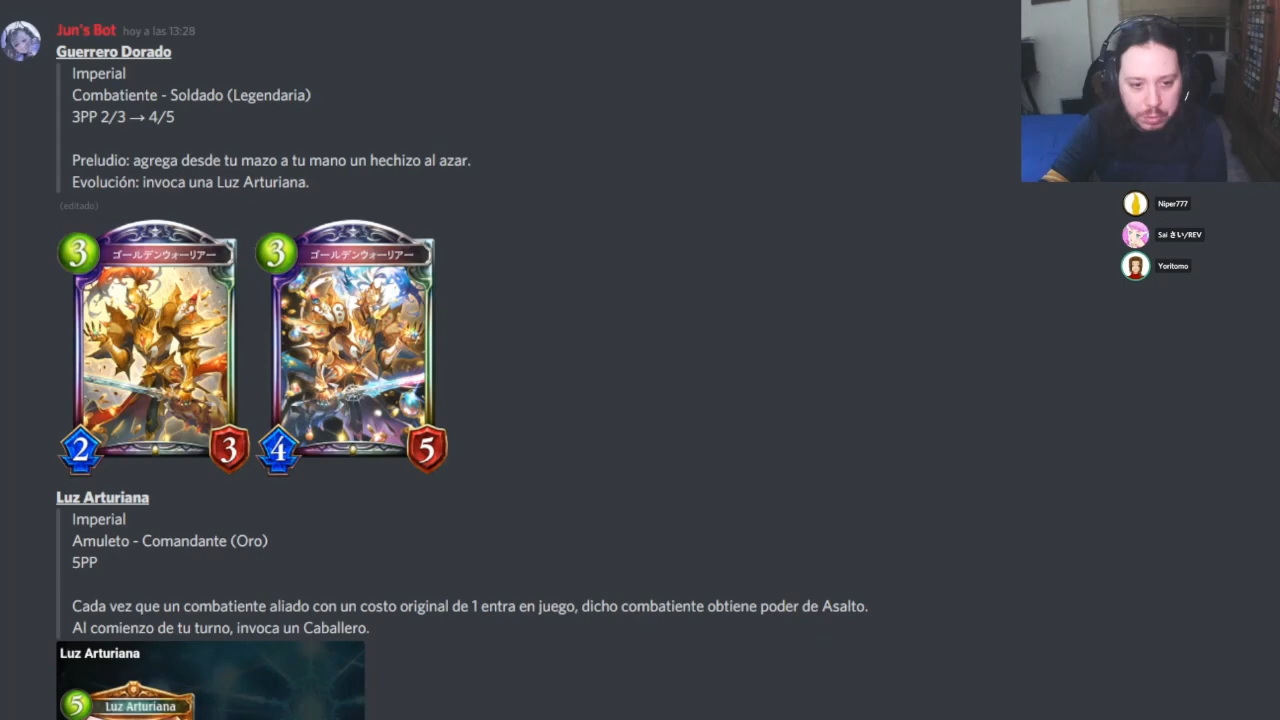 Jun's Bot hoy a las 13:28
Guerrero Dorado
Imperial
Combatiente - Soldado (Legendaria)
3PP 2/3 → 4/5
Preludio: agrega desde tu mazo a tu mano un hechizo al azar.
Evolución: invoca una Luz Arturiana.
(editado)
3 ゴールデンウォーリアー 3 ゴールデンウォーリアー
2 3 4 5
Luz Arturiana
Imperial
Amuleto - Comandante (Oro)
5PP
Cada vez que un combatiente aliado con un costo original de 1 entra en juego, dicho combatiente obtiene poder de Asalto.
Al comienzo de tu turno, invoca un Caballero.
Luz Arturiana
5 Luz Arturiana
Niper777
Sai さい/REV
Yoritomo